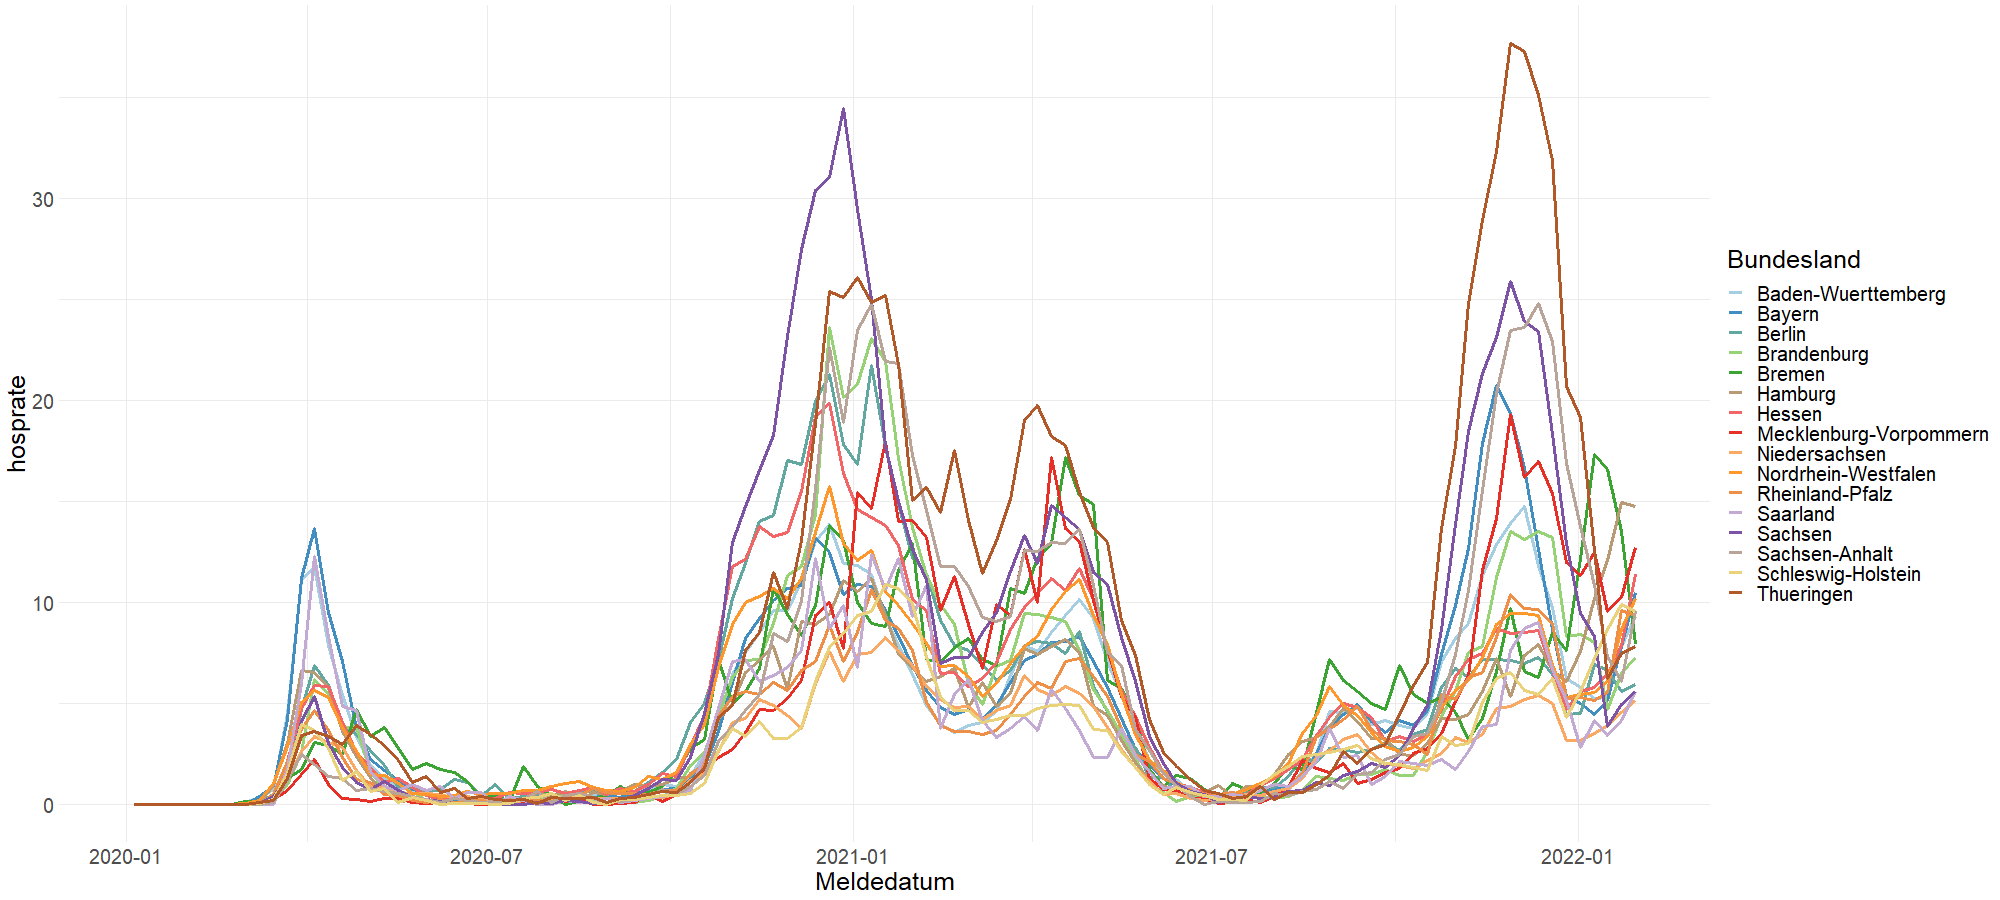 hosprate
30
20
10
0
2020-01
2020-07
2021-01
2021-07
2022-01
Meldedatum
Bundesland
Baden-Wuerttemberg
Bayern
Berlin
Brandenburg
Bremen
Hamburg
Hessen
Mecklenburg-Vorpommern
Niedersachsen
Nordrhein-Westfalen
Rheinland-Pfalz
Saarland
Sachsen
Sachsen-Anhalt
Schleswig-Holstein
Thueringen